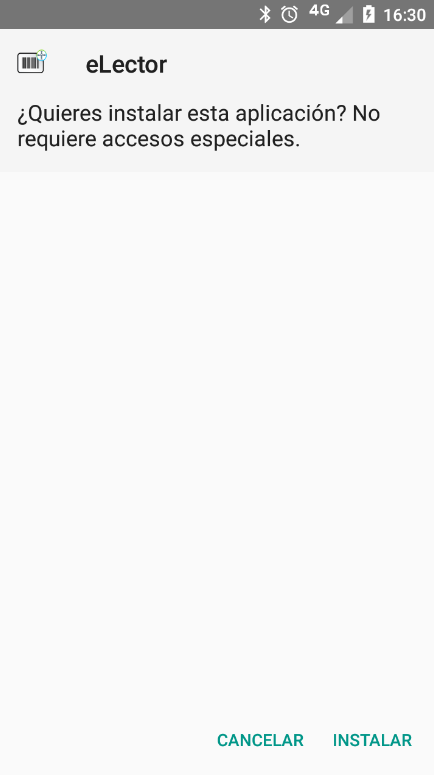 4G 16:30
eLector
¿Quieres instalar esta aplicación? No
requiere accesos especiales.
CANCELAR INSTALAR